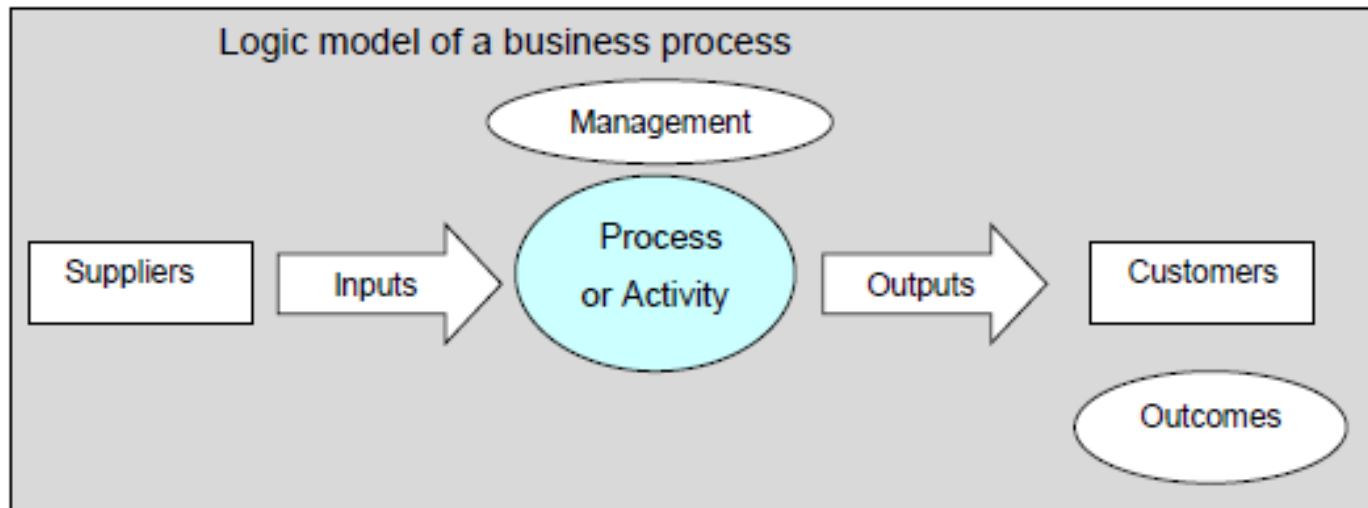 Logic model of a business process
Management
Suppliers
Inputs
Process
or Activity
Outputs
Customers
Outcomes